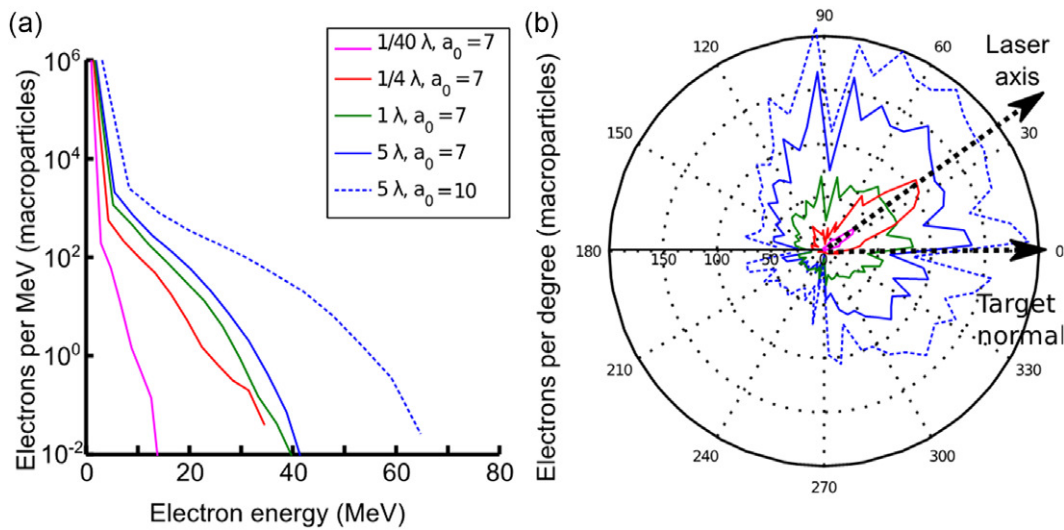 (a)
Electrons per MeV (macroparticles)
10^6
10^4
10^2
10^0
10^-2
0 20 40 60 80
Electron energy (MeV)
1/40 λ, a_0 = 7
1/4 λ, a_0 = 7
1 λ, a_0 = 7
5 λ, a_0 = 7
5 λ, a_0 = 10
(b)
Electrons per degree (macroparticles)
90
120 60
150 30
180 150 100 50 0 0
210 330
240 300
270
Laser
axis
Target
normal